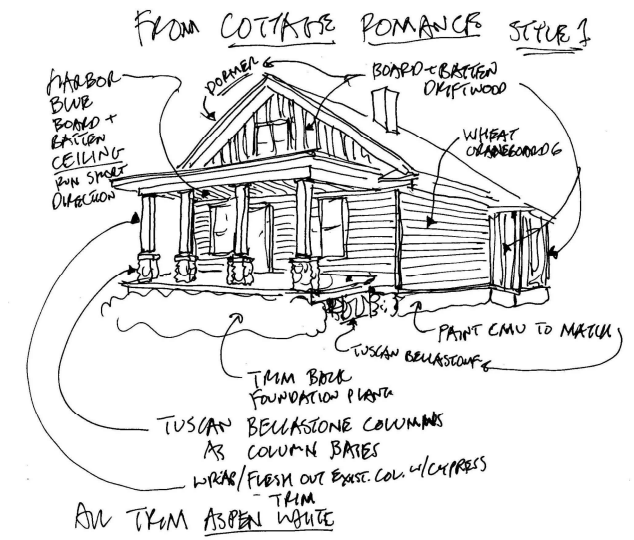 FROM COTTAGE ROMANCE STYLE 1
HARBOR
BLUE
BOARD +
BATTEN
CEILING
RUN SHORT
DIRECTION
DORMER
BOARD + BATTEN
DRIFTWOOD
WHEAT
CRANEBOARD 6
PAINT CMU TO MATCH
TUSCAN BELLASTONE
TRIM BACK
FOUNDATION PLANT
TUSCAN BELLASTONE COLUMNS
AS COLUMN BASES
WRAP/FLESH OUT EXIST. COL. W/CYPRESS
TRIM
ALL TRIM ASPEN WHITE